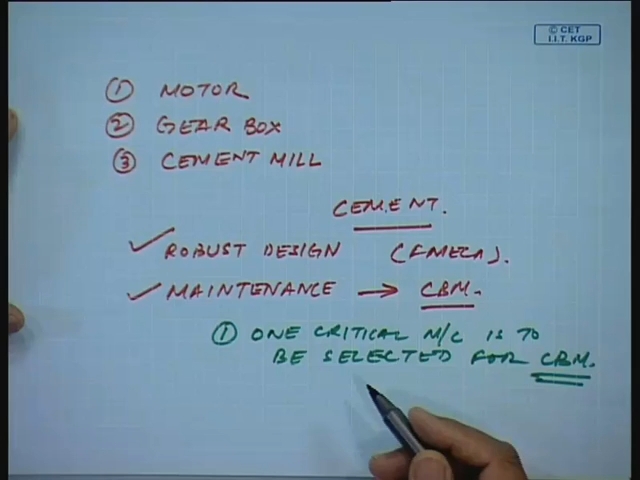 © CET
I.I.T. KGP
① MOTOR
② GEAR BOX
③ CEMENT MILL
CEMENT.
✓ ROBUST DESIGN (FMECA).
✓ MAINTENANCE → CBM.
① ONE CRITICAL M/C IS TO
BE SELECTED FOR CBM.